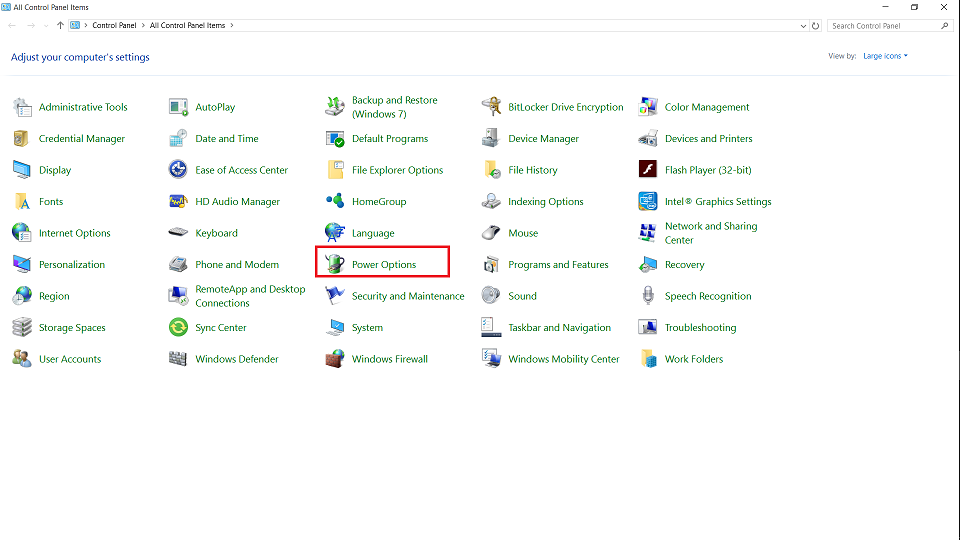 All Control Panel Items
Control Panel > All Control Panel Items >
Search Control Panel
Adjust your computer's settings
View by: Large icons
Administrative Tools
AutoPlay
Backup and Restore
(Windows 7)
BitLocker Drive Encryption
Color Management
Credential Manager
Date and Time
Default Programs
Device Manager
Devices and Printers
Display
Ease of Access Center
File Explorer Options
File History
Flash Player (32-bit)
Fonts
HD Audio Manager
HomeGroup
Indexing Options
Intel® Graphics Settings
Internet Options
Keyboard
Language
Mouse
Network and Sharing
Center
Personalization
Phone and Modem
Power Options
Programs and Features
Recovery
Region
RemoteApp and Desktop
Connections
Security and Maintenance
Sound
Speech Recognition
Storage Spaces
Sync Center
System
Taskbar and Navigation
Troubleshooting
User Accounts
Windows Defender
Windows Firewall
Windows Mobility Center
Work Folders